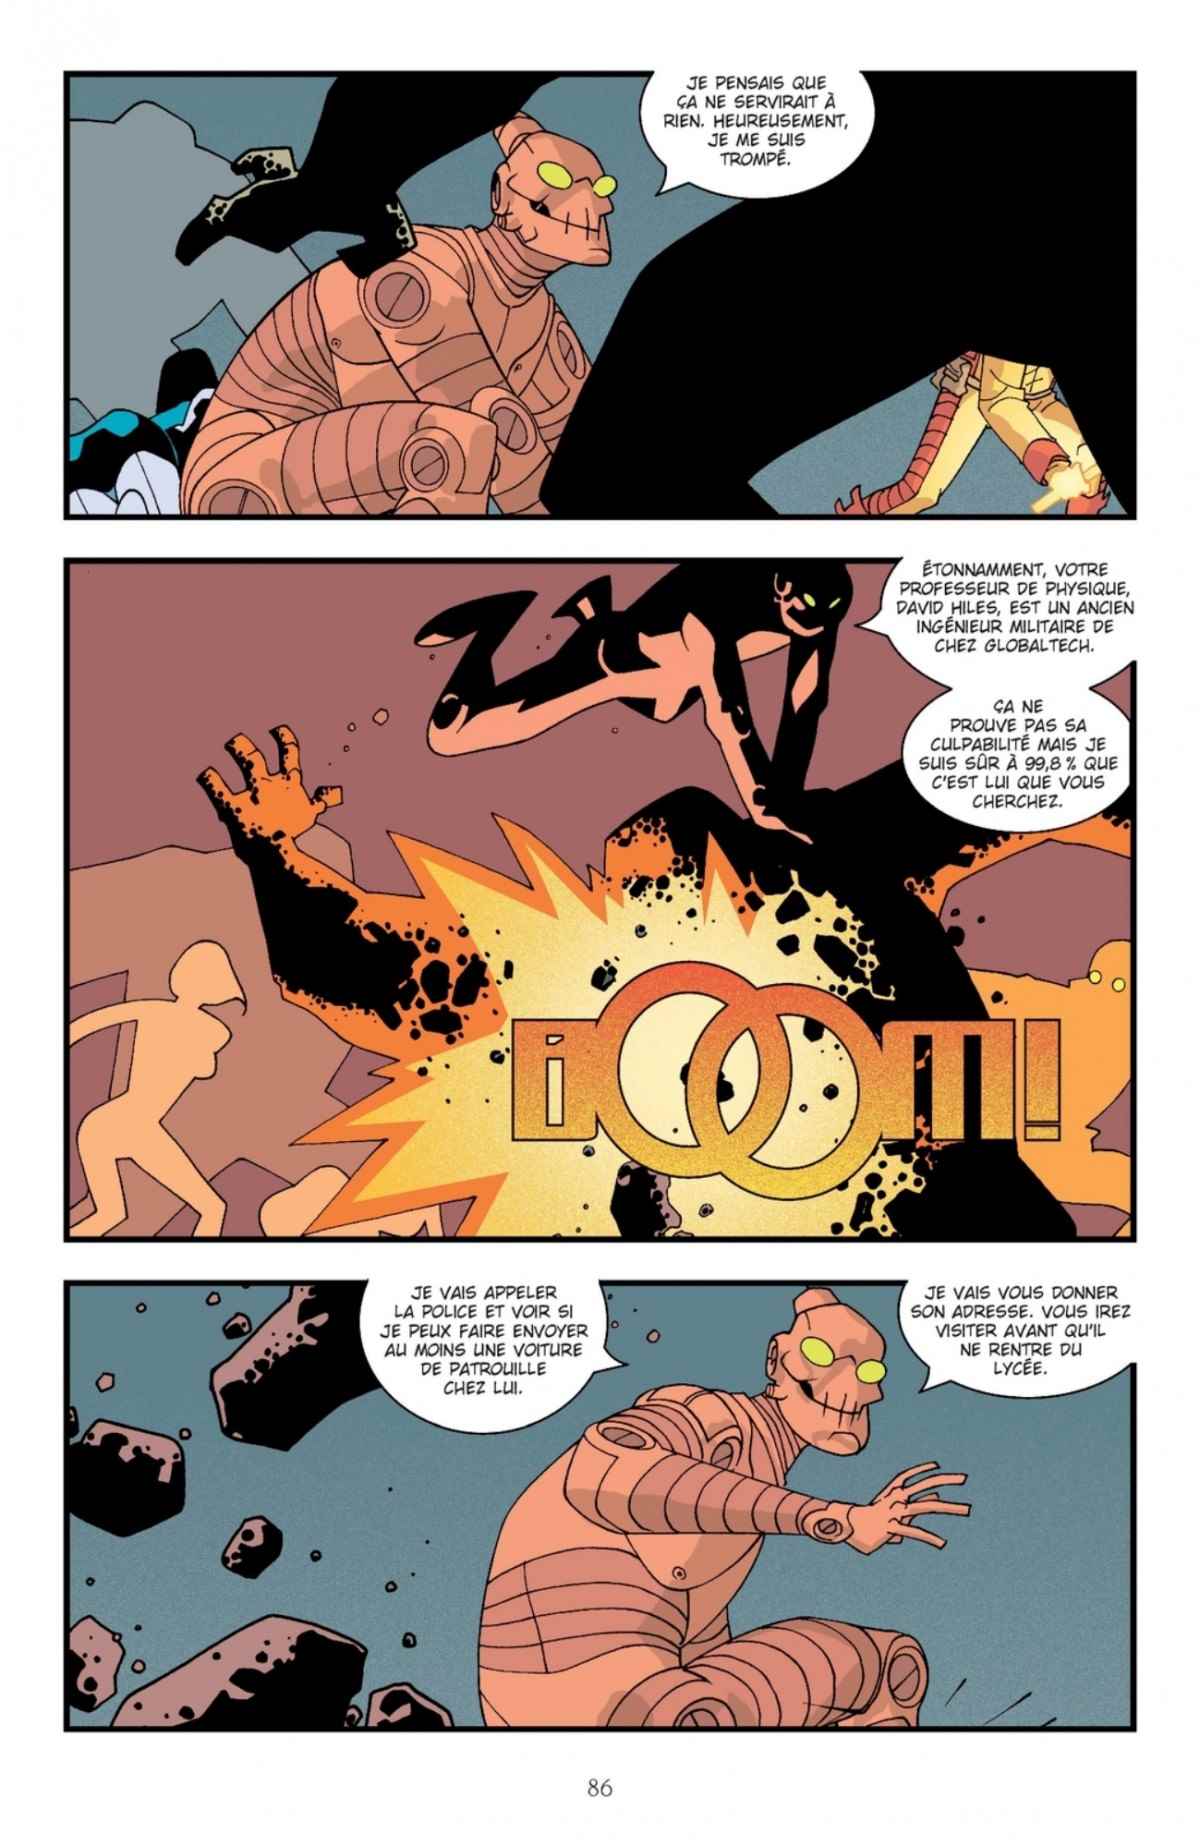 JE PENSAIS QUE
ÇA NE SERVIRAIT À
RIEN. HEUREUSEMENT,
JE ME SUIS
TROMPÉ.
ÉTONNAMMENT, VOTRE
PROFESSEUR DE PHYSIQUE,
DAVID HILES, EST UN ANCIEN
INGÉNIEUR MILITAIRE DE
CHEZ GLOBALTECH.
ÇA NE
PROUVE PAS SA
CULPABILITÉ MAIS JE
SUIS SÛR À 99,8 % QUE
C'EST LUI QUE VOUS
CHERCHEZ.
BOOM!
JE VAIS APPELER
LA POLICE ET VOIR SI
JE PEUX FAIRE ENVOYER
AU MOINS UNE VOITURE
DE PATROUILLE
CHEZ LUI.
JE VAIS VOUS DONNER
SON ADRESSE. VOUS IREZ
VISITER AVANT QU'IL
NE RENTRE DU
LYCÉE.
86